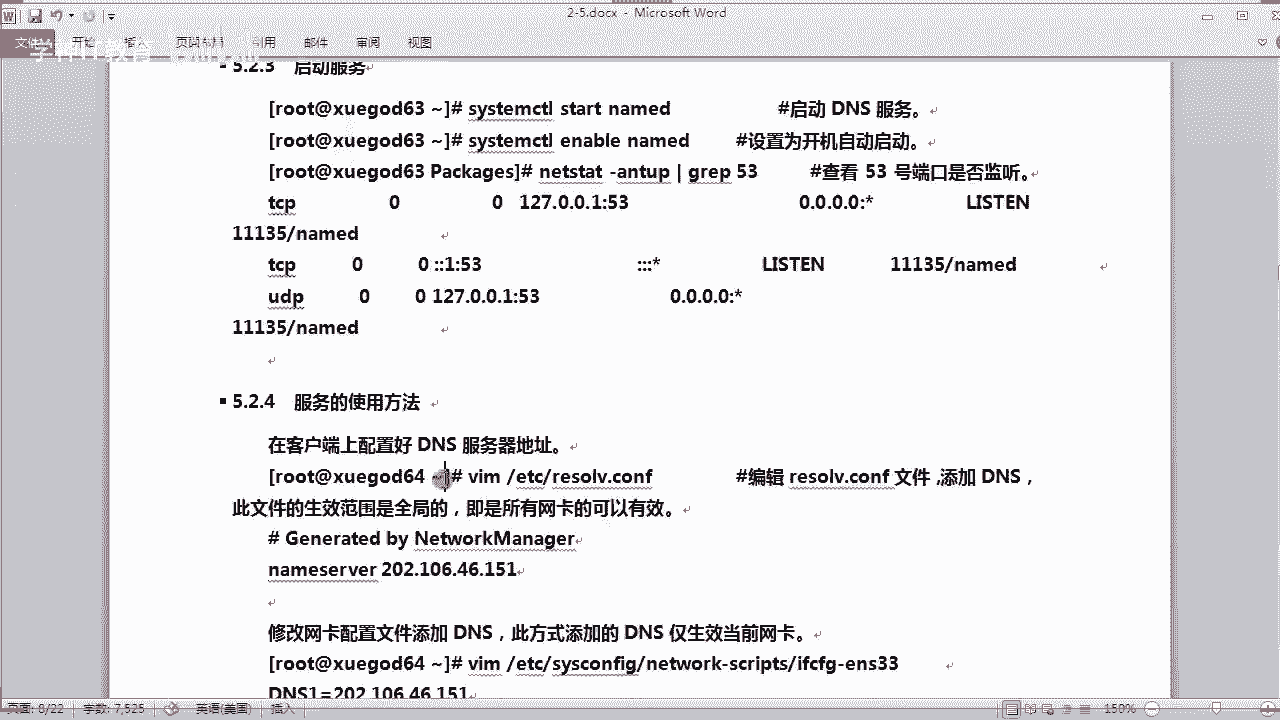 2-5.docx - Microsoft Word
文件 开始 插入 页面布局 引用 邮件 审阅 视图
学神IT教育
5.2.3 启动服务
[root@xuegod63 ~]# systemctl start named #启动 DNS 服务。
[root@xuegod63 ~]# systemctl enable named #设置为开机自动启动。
[root@xuegod63 Packages]# netstat -antup | grep 53 #查看 53 号端口是否监听。
tcp 0 0 127.0.0.1:53 0.0.0.0:* LISTEN
11135/named
tcp 0 0 ::1:53 :::* LISTEN 11135/named
udp 0 0 127.0.0.1:53 0.0.0.0:*
11135/named
5.2.4 服务的使用方法
在客户端上配置好 DNS 服务器地址。
[root@xuegod64 ~]# vim /etc/resolv.conf #编辑 resolv.conf 文件 ,添加 DNS，
此文件的生效范围是全局的，即是所有网卡的可以有效。
# Generated by NetworkManager
nameserver 202.106.46.151
修改网卡配置文件添加 DNS，此方式添加的 DNS 仅生效当前网卡。
[root@xuegod64 ~]# vim /etc/sysconfig/network-scripts/ifcfg-ens33
DNS1=202.106.46.151
页面: 8/22 字数: 7,525 英语(美国) 插入 150%